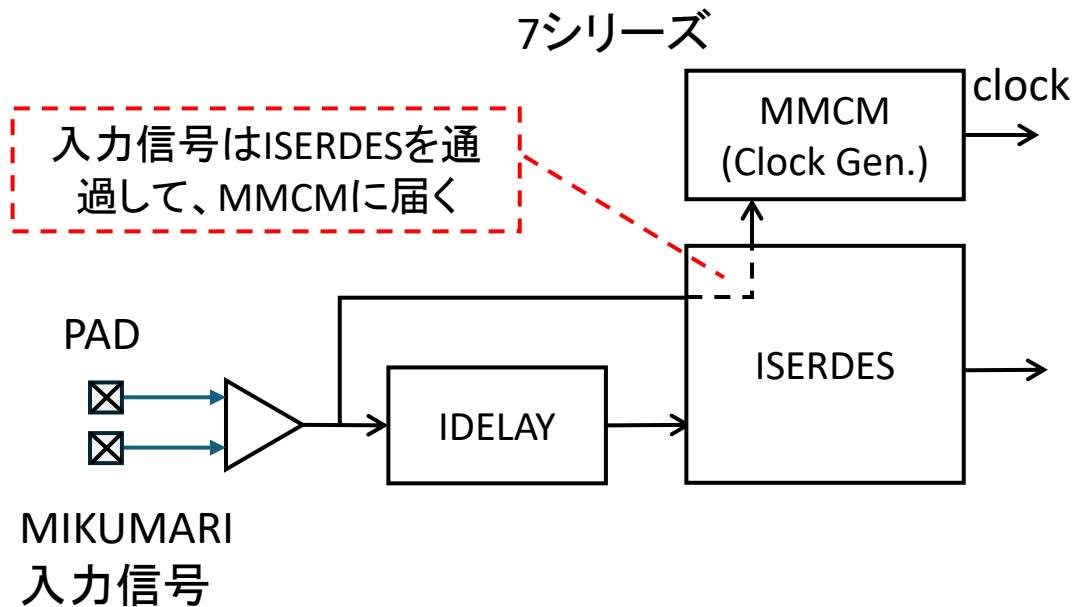 7シリーズ
MMCM
(Clock Gen.)
clock
入力信号はISERDESを通
過して、MMCMに届く
PAD
ISERDES
IDELAY
MIKUMARI
入力信号